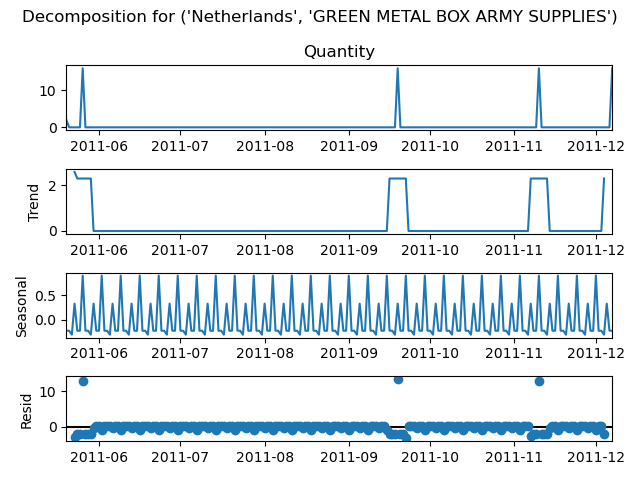 Decomposition for ('Netherlands', 'GREEN METAL BOX ARMY SUPPLIES')
Quantity
10
0
2011-06 2011-07 2011-08 2011-09 2011-10 2011-11 2011-12
Trend
2
0
2011-06 2011-07 2011-08 2011-09 2011-10 2011-11 2011-12
Seasonal
0.5
0.0
2011-06 2011-07 2011-08 2011-09 2011-10 2011-11 2011-12
Resid
10
0
2011-06 2011-07 2011-08 2011-09 2011-10 2011-11 2011-12